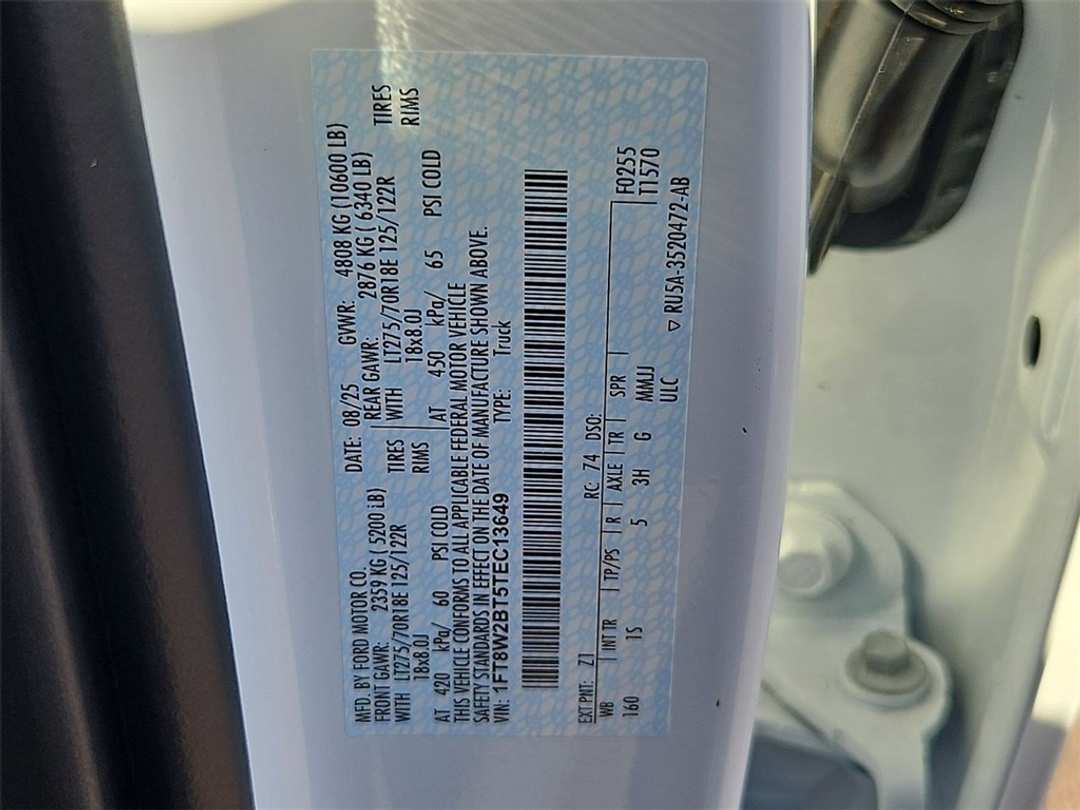 MFD. BY FORD MOTOR CO.
DATE: 08/25 GVWR: 4808 KG (10600 LB)
FRONT GAWR: 2359 KG ( 5200 LB) REAR GAWR: 2876 KG ( 6340 LB)
WITH LT275/70R18E 125/122R TIRES WITH LT275/70R18E 125/122R TIRES
18x8.0J RIMS 18x8.0J RIMS
AT 420 kPa/ 60 PSI COLD AT 450 kPa/ 65 PSI COLD
THIS VEHICLE CONFORMS TO ALL APPLICABLE FEDERAL MOTOR VEHICLE
SAFETY STANDARDS IN EFFECT ON THE DATE OF MANUFACTURE SHOWN ABOVE.
VIN: 1FT8W2BT5TEC13649 TYPE: Truck
EXT PNT: Z1 RC: 74 DSO:
WB INT TR TP/PS R AXLE TR SPR F0255
160 1S 5 3H G MMJJ T1570
ULC
▽ RU5A-3520472-AB